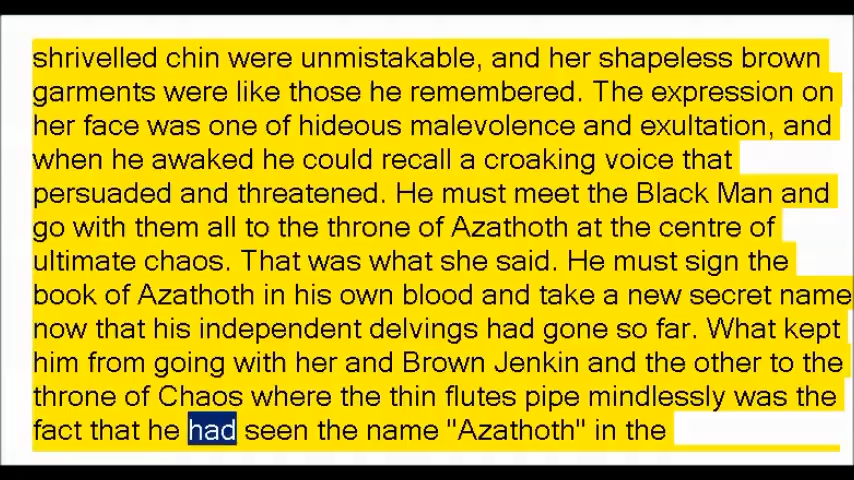 shrivelled chin were unmistakable, and her shapeless brown
garments were like those he remembered. The expression on
her face was one of hideous malevolence and exultation, and
when he awaked he could recall a croaking voice that
persuaded and threatened. He must meet the Black Man and
go with them all to the throne of Azathoth at the centre of
ultimate chaos. That was what she said. He must sign the
book of Azathoth in his own blood and take a new secret name
now that his independent delvings had gone so far. What kept
him from going with her and Brown Jenkin and the other to the
throne of Chaos where the thin flutes pipe mindlessly was the
fact that he had seen the name "Azathoth" in the